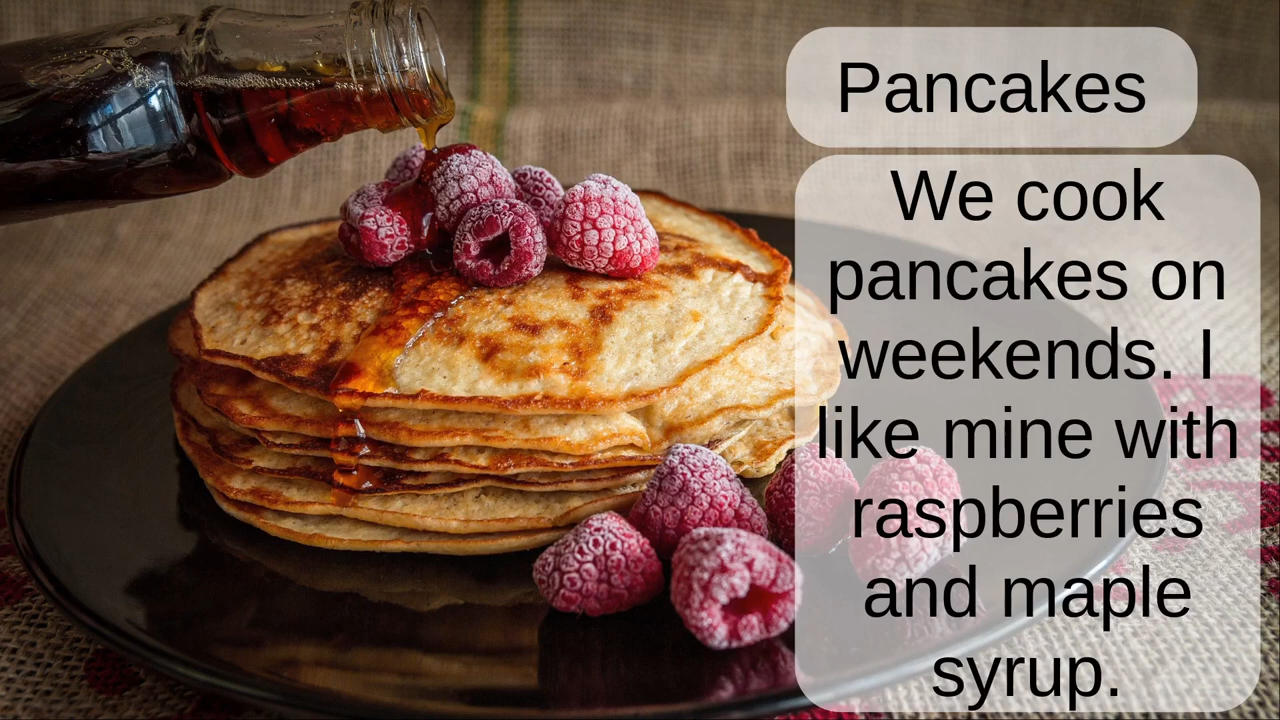 Pancakes
We cook
pancakes on
weekends. I
like mine with
raspberries
and maple
syrup.